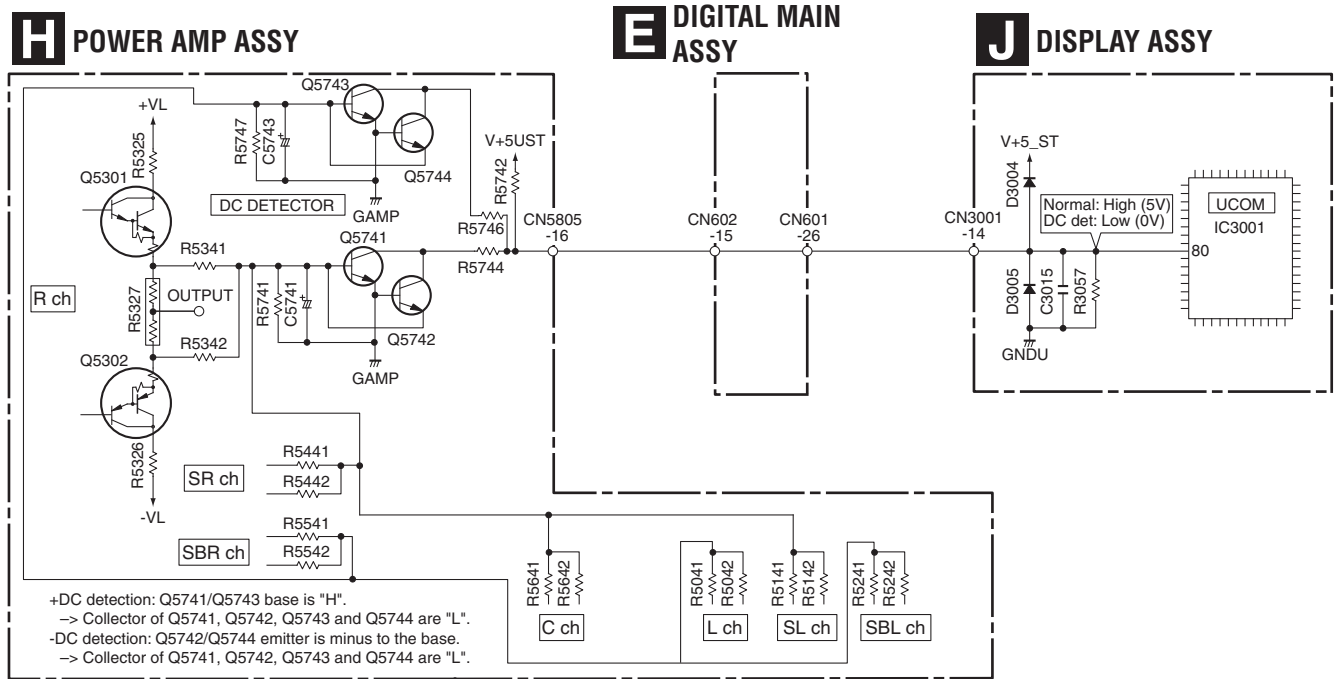 H POWER AMP ASSY
E DIGITAL MAIN
ASSY
J DISPLAY ASSY
+VL
R5325
Q5301
R5747
C5743
+
Q5743
Q5744
DC DETECTOR
GAMP
V+5UST
R5742
R5746
R5744
CN5805
-16
CN602
-15
CN601
-26
CN3001
-14
V+5_ST
D3004
Normal: High (5V)
DC det: Low (0V)
UCOM
IC3001
80
D3005
C3015
R3057
GNDU
R5341
Q5741
R ch
R5327
OUTPUT
R5741
C5741
+
Q5742
R5342
Q5302
GAMP
R5326
-VL
SR ch
R5441
R5442
SBR ch
R5541
R5542
R5641
R5642
C ch
R5041
R5042
L ch
R5141
R5142
SL ch
R5241
R5242
SBL ch
+DC detection: Q5741/Q5743 base is "H".
–> Collector of Q5741, Q5742, Q5743 and Q5744 are "L".
-DC detection: Q5742/Q5744 emitter is minus to the base.
–> Collector of Q5741, Q5742, Q5743 and Q5744 are "L".